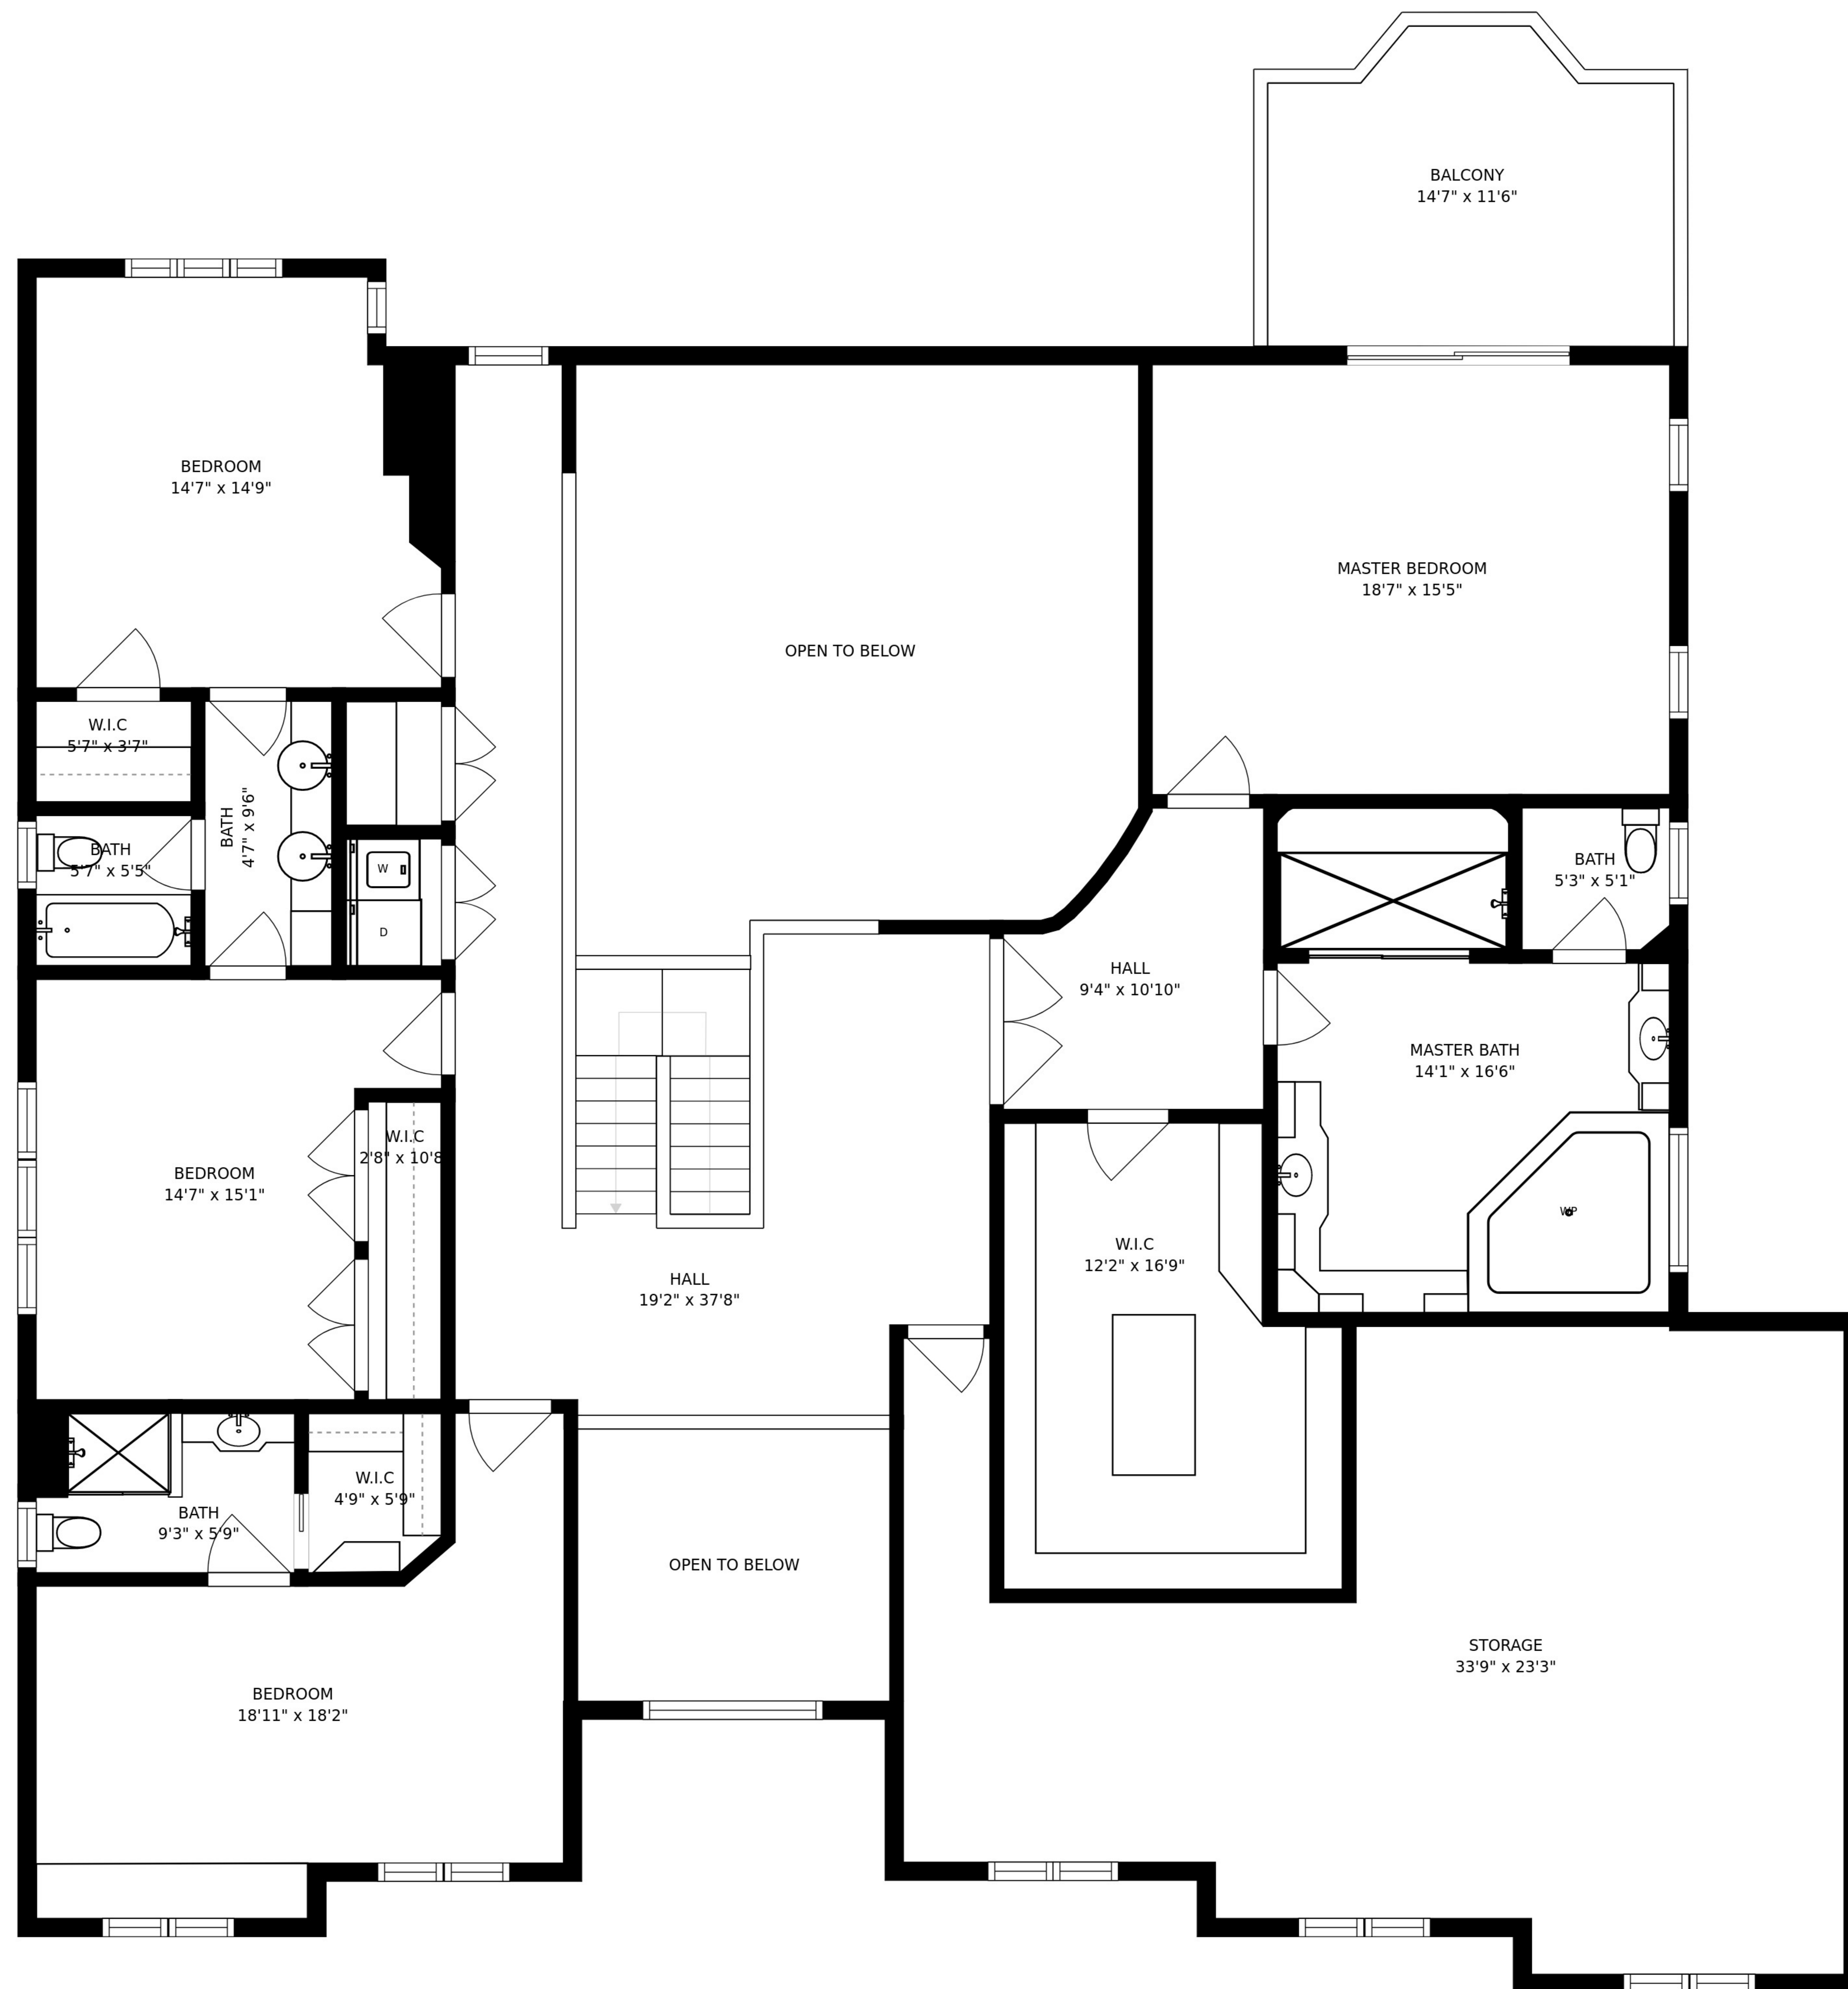 BALCONY
14'7" x 11'6"
BEDROOM
14'7" x 14'9"
MASTER BEDROOM
18'7" x 15'5"
OPEN TO BELOW
W.I.C
5'7" x 3'7"
BATH
4'7" x 9'6"
BATH
5'7" x 5'5"
W
D
BATH
5'3" x 5'1"
HALL
9'4" x 10'10"
MASTER BATH
14'1" x 16'6"
W.I.C
2'8" x 10'8
BEDROOM
14'7" x 15'1"
WP
W.I.C
12'2" x 16'9"
HALL
19'2" x 37'8"
W.I.C
4'9" x 5'9"
BATH
9'3" x 5'9"
OPEN TO BELOW
STORAGE
33'9" x 23'3"
BEDROOM
18'11" x 18'2"